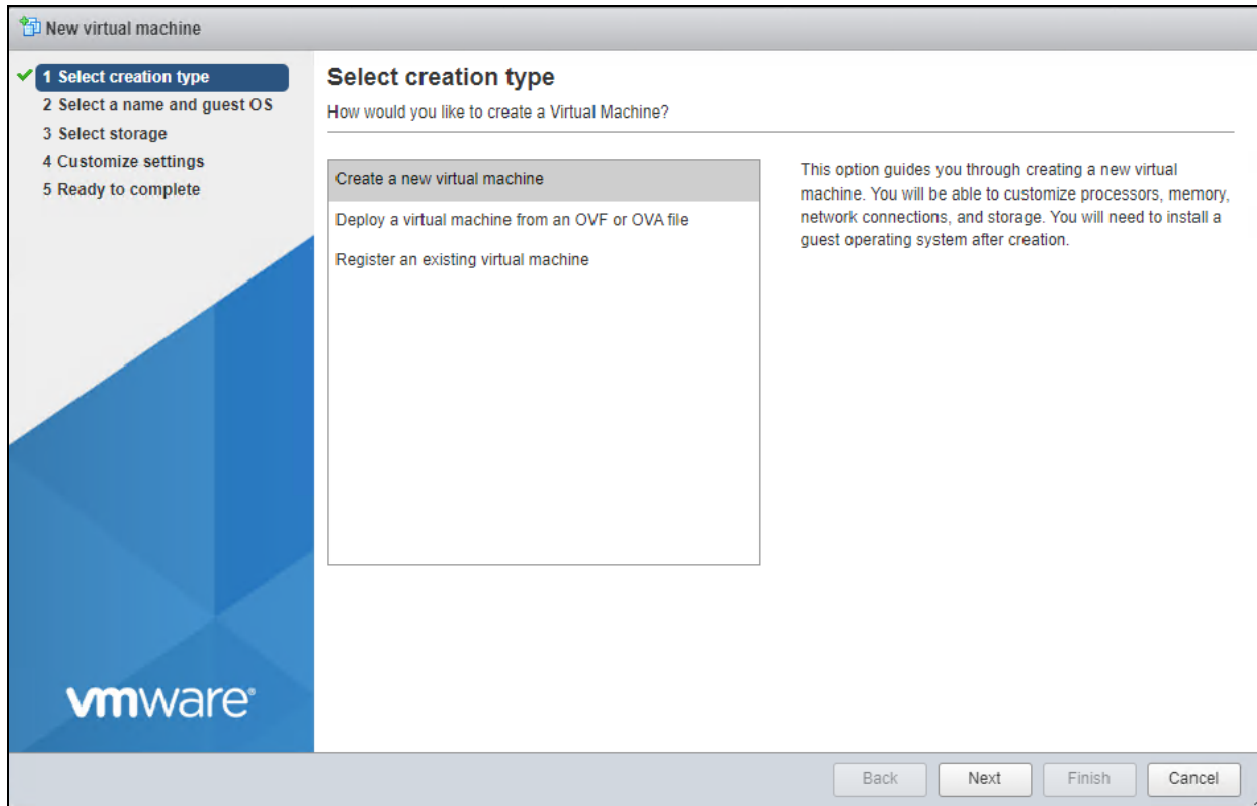 New virtual machine
1 Select creation type
2 Select a name and guest OS
3 Select storage
4 Customize settings
5 Ready to complete
Select creation type
How would you like to create a Virtual Machine?
Create a new virtual machine
Deploy a virtual machine from an OVF or OVA file
Register an existing virtual machine
This option guides you through creating a new virtual
machine. You will be able to customize processors, memory,
network connections, and storage. You will need to install a
guest operating system after creation.
vmware®
Back
Next
Finish
Cancel